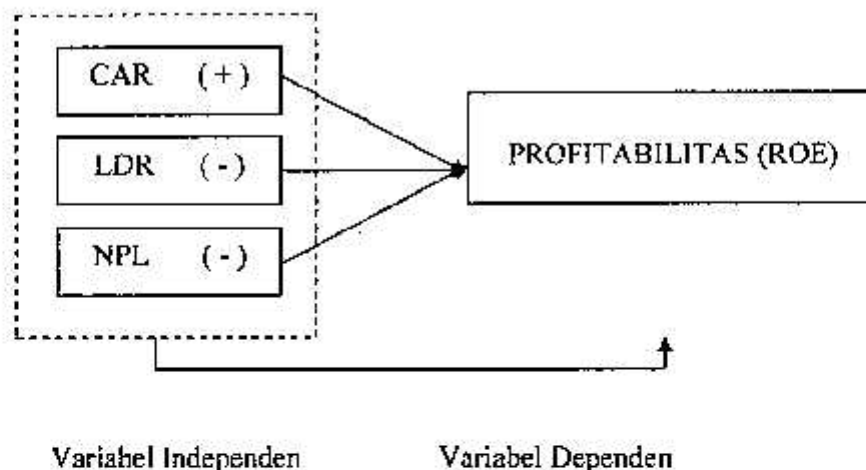 CAR (+)
LDR (-)
PROFITABILITAS (ROE)
NPL (-)
Variabel Independen
Variabel Dependen